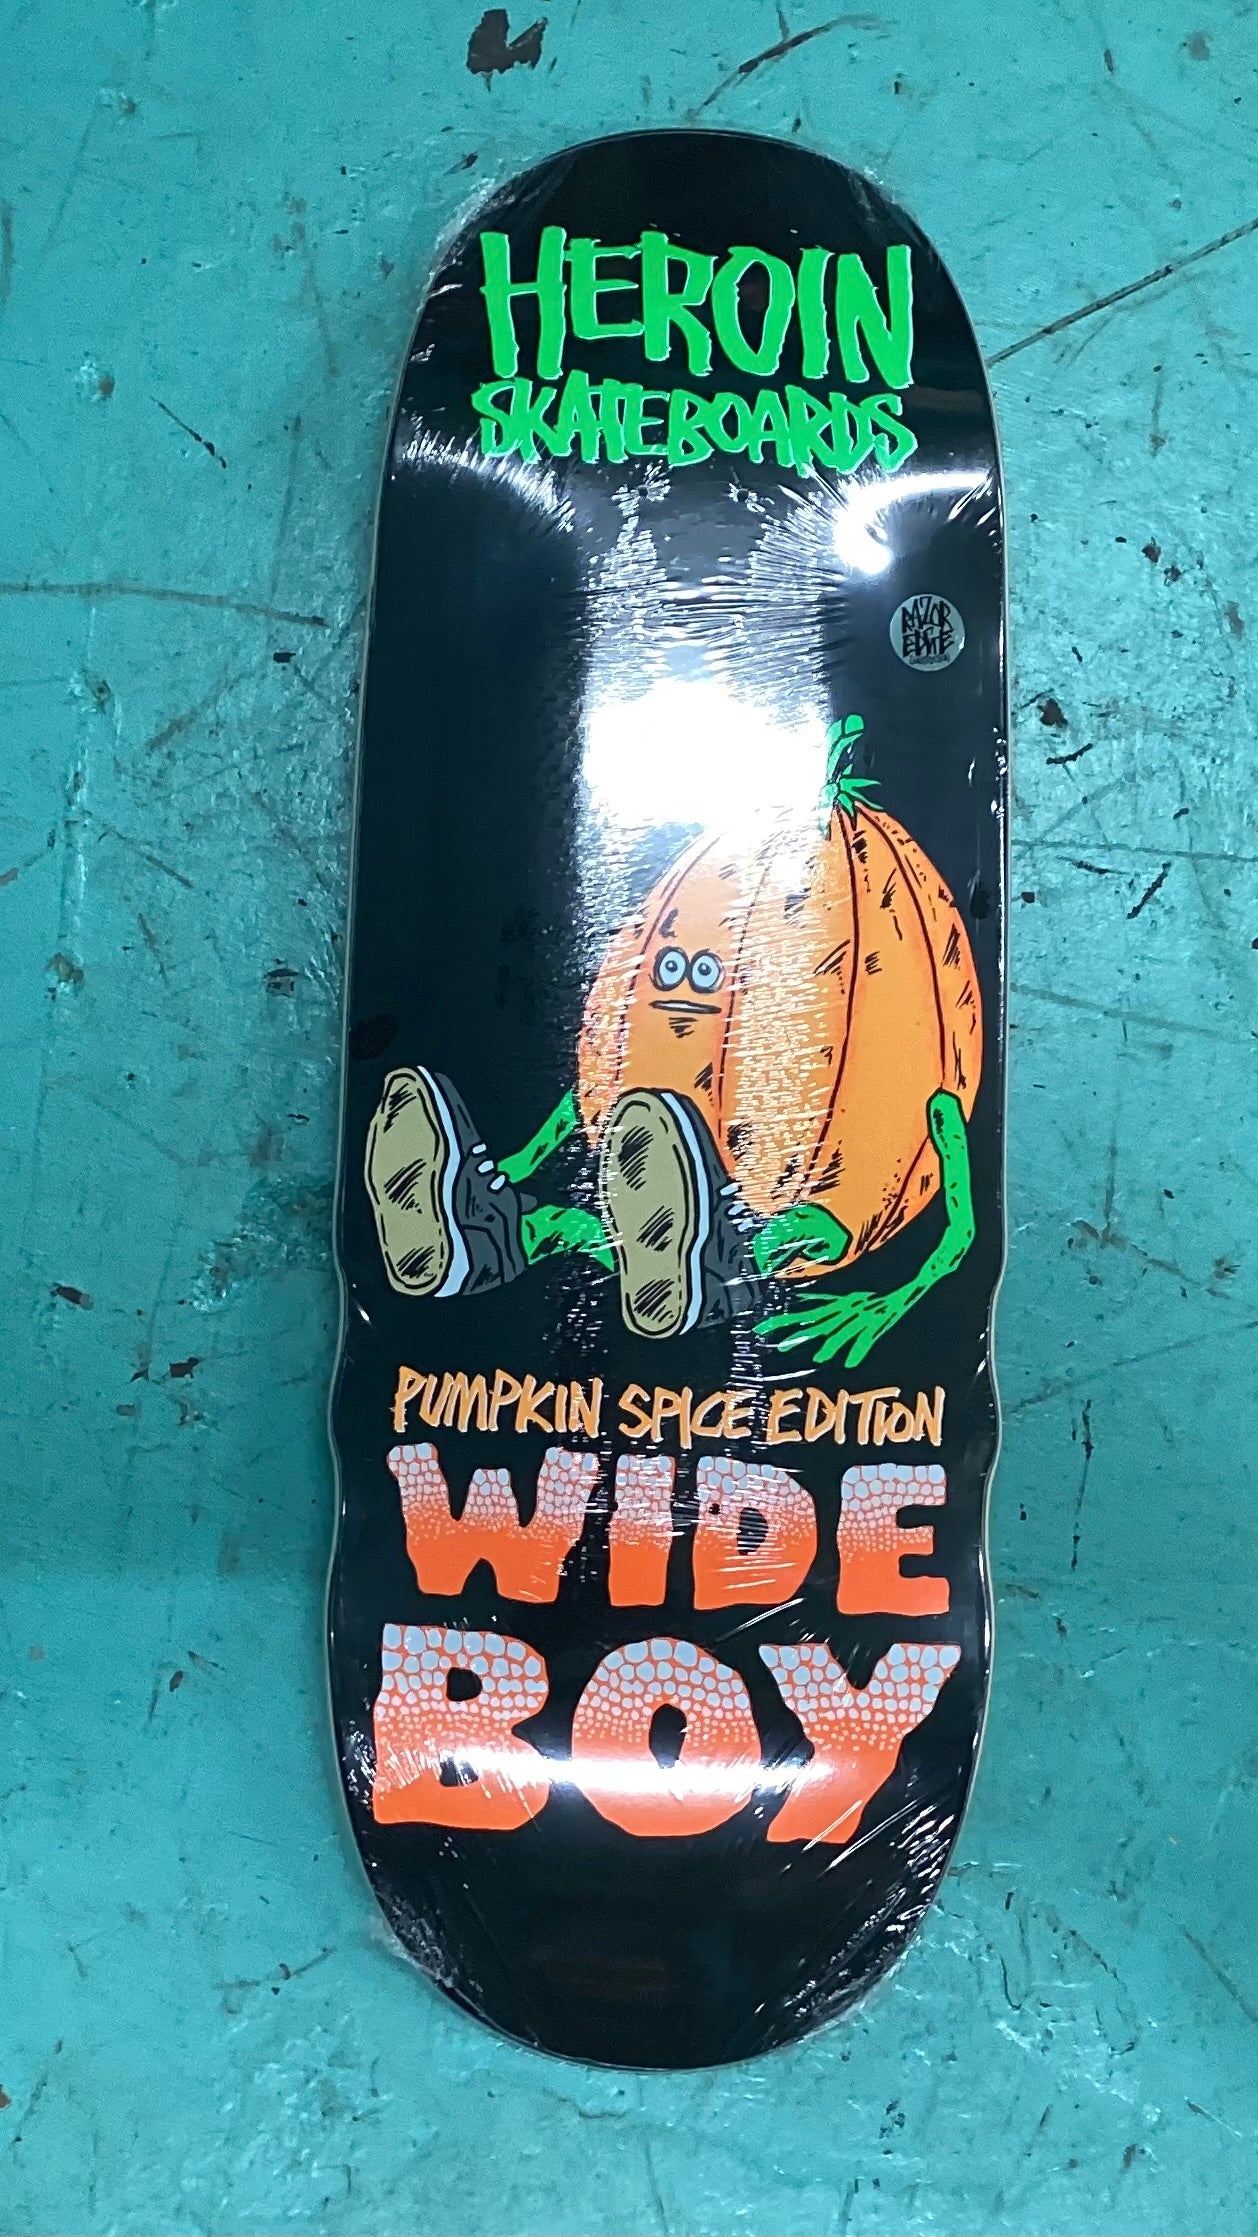 HEROIN
SKATEBOARDS
RAZOR
EDGE
PUMPKIN SPICE EDITION
WIDE
BOY